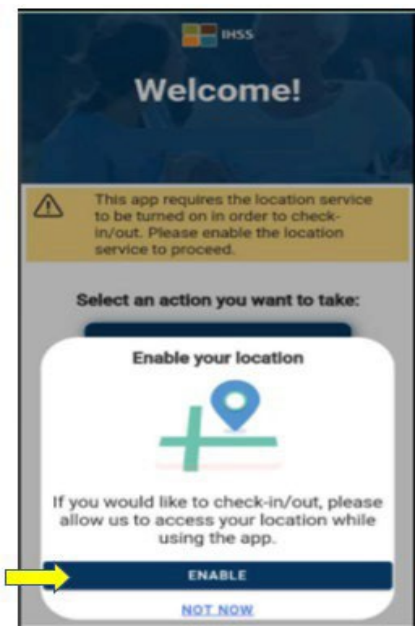 IHSS
Welcome!
This app requires the location service
to be turned on in order to check-
in/out. Please enable the location
service to proceed.
Select an action you want to take:
Enable your location
If you would like to check-in/out, please
allow us to access your location while
using the app.
ENABLE
NOT NOW